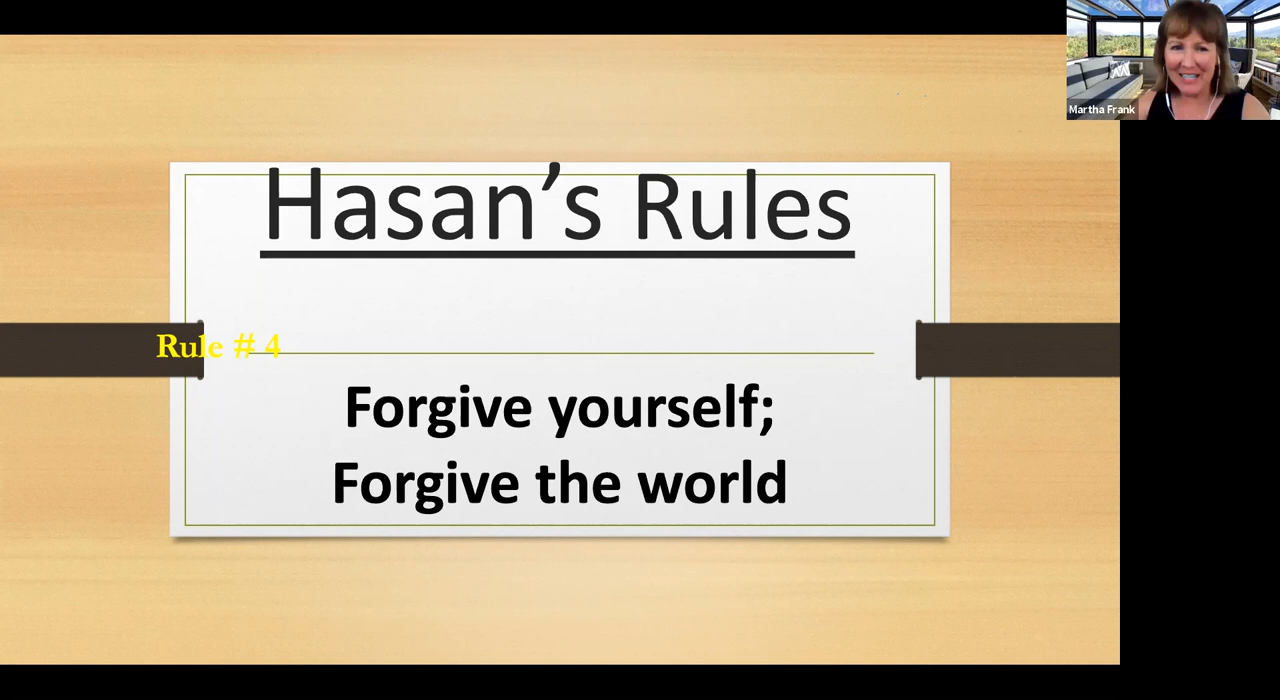 Martha Frank
Hasan’s Rules
Rule # 4
Forgive yourself;
Forgive the world